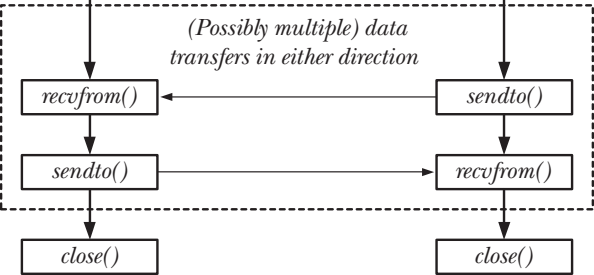 (Possibly multiple) data
transfers in either direction
recvfrom()
sendto()
sendto()
recvfrom()
close()
close()